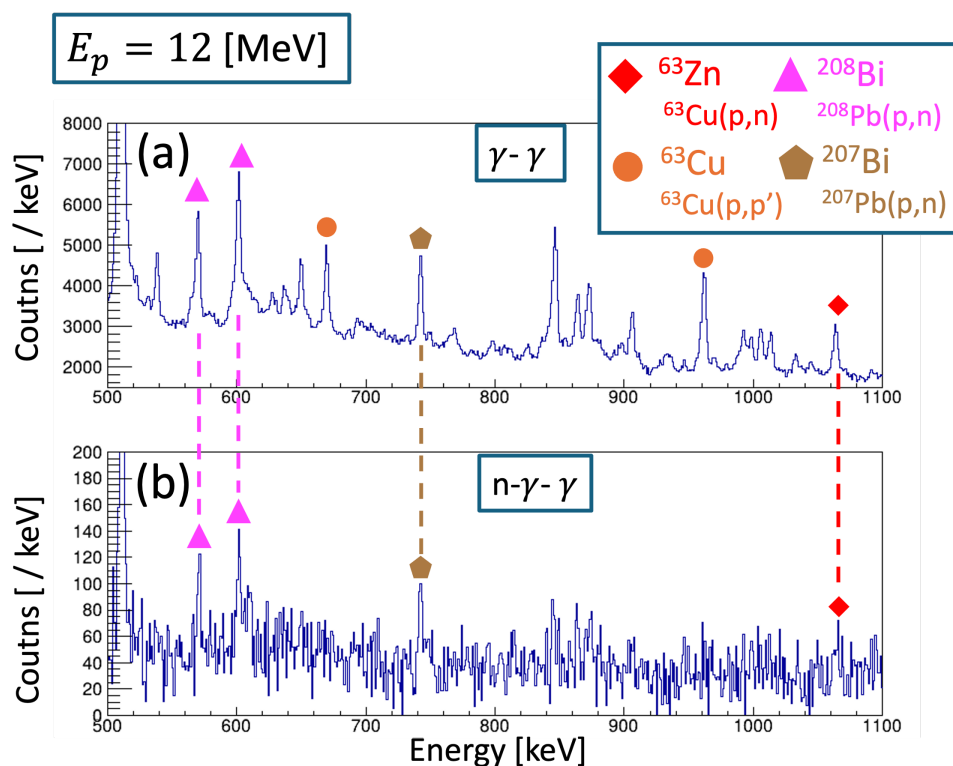 E_p = 12 [MeV]
⁶³Zn
²⁰⁸Bi
⁶³Cu(p,n)
²⁰⁸Pb(p,n)
⁶³Cu
²⁰⁷Bi
⁶³Cu(p,p’)
²⁰⁷Pb(p,n)
(a)
γ- γ
Coutns [ / keV]
8000
7000
6000
5000
4000
3000
2000
500
600
700
800
900
1000
1100
(b)
n-γ- γ
Coutns [ / keV]
200
180
160
140
120
100
80
60
40
20
0
500
600
700
800
900
1000
1100
Energy [keV]